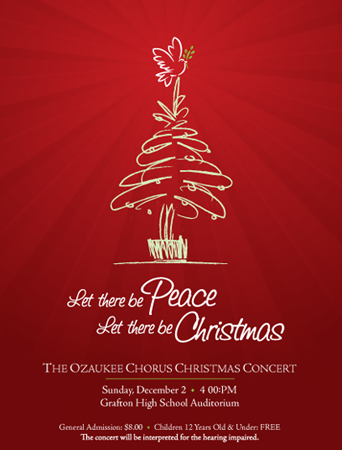 Let there be Peace
Let there be Christmas
THE OZAUKEE CHORUS CHRISTMAS CONCERT
Sunday, December 2 • 4 00:PM
Grafton High School Auditorium
General Admission: $8.00 • Children 12 Years Old & Under: FREE
The concert will be interpreted for the hearing impaired.